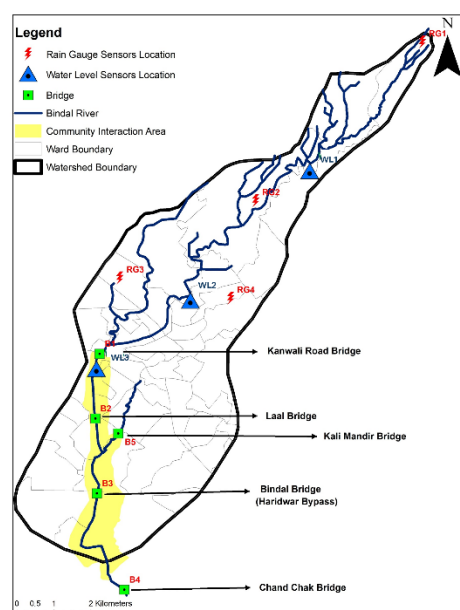 Legend
Rain Gauge Sensors Location
Water Level Sensors Location
Bridge
Bindal River
Community Interaction Area
Ward Boundary
Watershed Boundary
N
RG1
WL1
RG2
RG3
WL2
RG4
B1
Kanwali Road Bridge
WL3
B2
Laal Bridge
B5
Kali Mandir Bridge
B3
Bindal Bridge
(Haridwar Bypass)
B4
Chand Chak Bridge
0 0.5 1 2 Kilometers